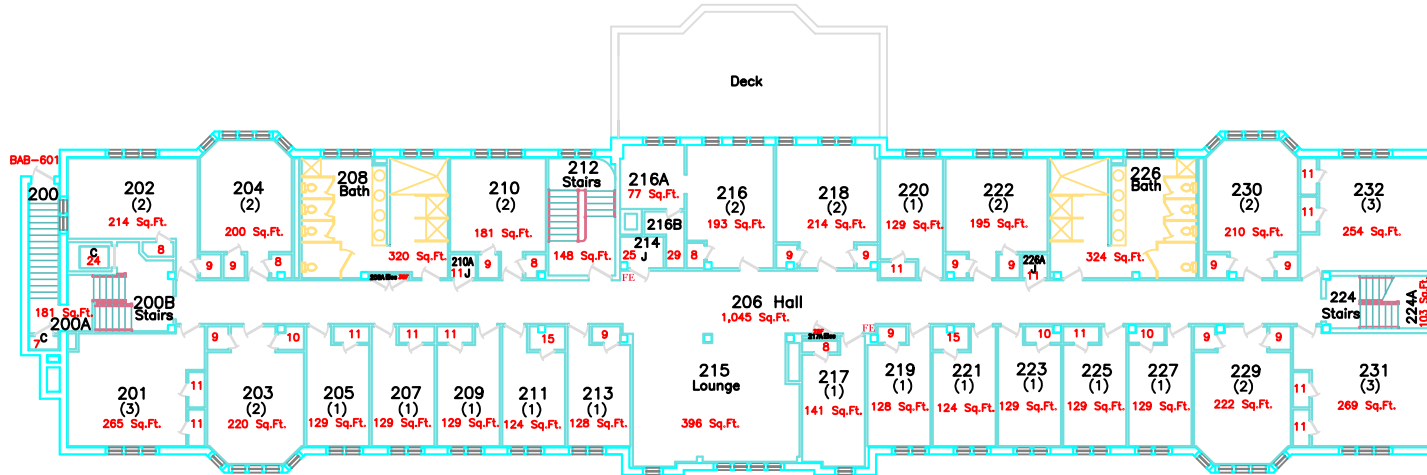 Deck
BAB-601
200
202
(2)
214 Sq.Ft.
204
(2)
200 Sq.Ft.
208
Bath
320 Sq.Ft.
210
(2)
181 Sq.Ft.
212
Stairs
148 Sq.Ft.
216A
77 Sq.Ft.
216
(2)
193 Sq.Ft.
218
(2)
214 Sq.Ft.
220
(1)
129 Sq.Ft.
222
(2)
195 Sq.Ft.
226
Bath
324 Sq.Ft.
230
(2)
210 Sq.Ft.
11
11
232
(3)
254 Sq.Ft.
C
24
8
9
9
8
210A
11 J
9
8
216B
214
J
25
29
8
9
9
11
9
9
226A
J
11
9
9
FE
181 Sq.Ft.
200A
200B
Stairs
C
7
206 Hall
1,045 Sq.Ft.
224
Stairs
224A
103 Sq.Ft.
FE
9
10
11
11
11
15
9
8
9
15
10
11
10
9
9
201
(3)
265 Sq.Ft.
11
11
203
(2)
220 Sq.Ft.
205
(1)
129 Sq.Ft.
207
(1)
129 Sq.Ft.
209
(1)
129 Sq.Ft.
211
(1)
124 Sq.Ft.
213
(1)
128 Sq.Ft.
215
Lounge
396 Sq.Ft.
217
(1)
141 Sq.Ft.
219
(1)
128 Sq.Ft.
221
(1)
124 Sq.Ft.
223
(1)
129 Sq.Ft.
225
(1)
129 Sq.Ft.
227
(1)
129 Sq.Ft.
229
(2)
222 Sq.Ft.
11
11
231
(3)
269 Sq.Ft.